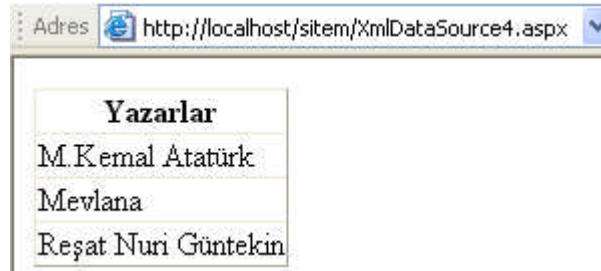 Adres http://localhost/sitem/XmlDataSource4.aspx
Yazarlar
M.Kemal Atatürk
Mevlana
Reşat Nuri Güntekin